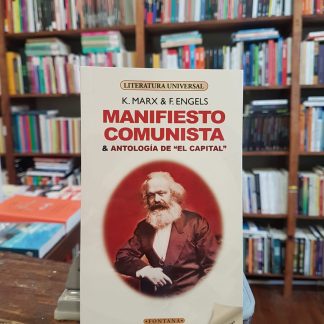 LITERATURA UNIVERSAL
K. MARX & F. ENGELS
MANIFIESTO
COMUNISTA
& ANTOLOGÍA DE "EL CAPITAL"
• FONTANA •